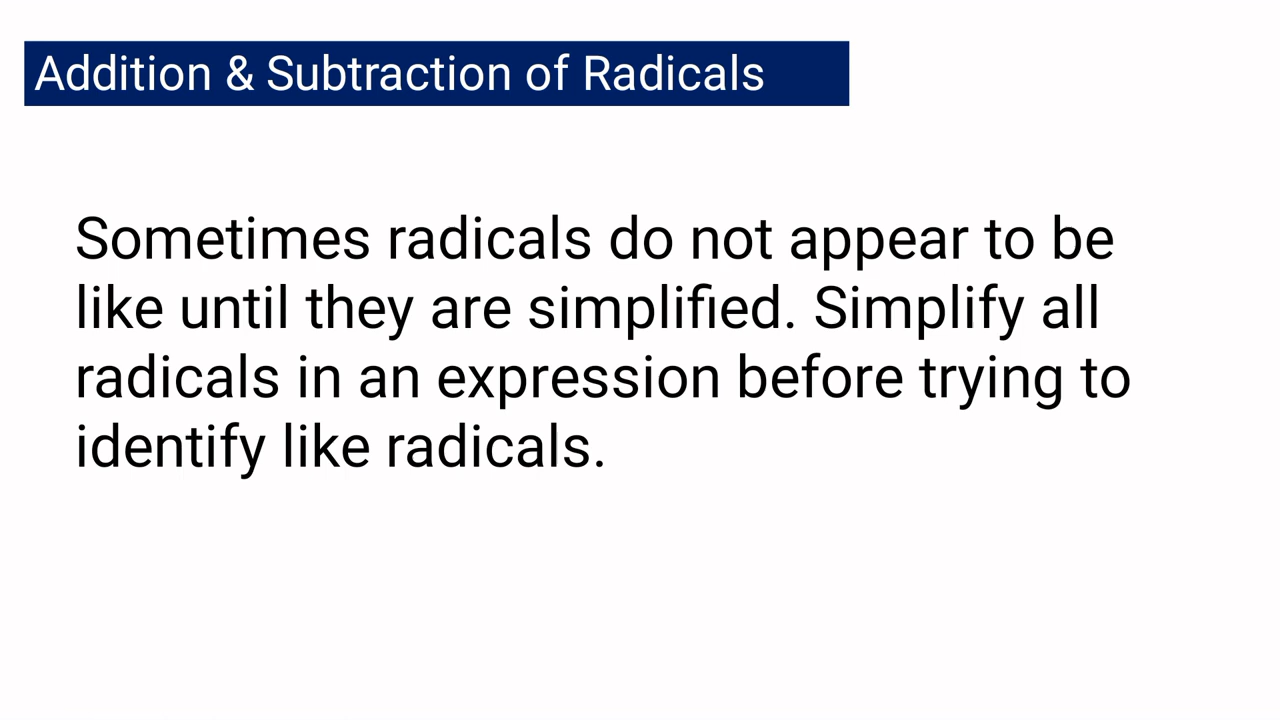 Addition & Subtraction of Radicals
Sometimes radicals do not appear to be
like until they are simplified. Simplify all
radicals in an expression before trying to
identify like radicals.